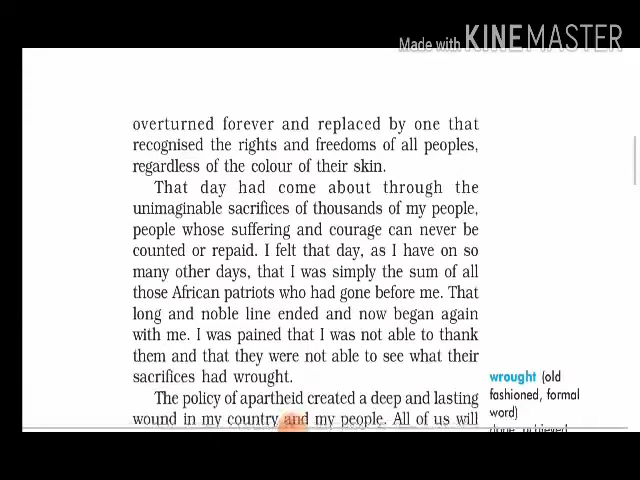 Made with KINEMASTER
overturned forever and replaced by one that
recognised the rights and freedoms of all peoples,
regardless of the colour of their skin.
That day had come about through the
unimaginable sacrifices of thousands of my people,
people whose suffering and courage can never be
counted or repaid. I felt that day, as I have on so
many other days, that I was simply the sum of all
those African patriots who had gone before me. That
long and noble line ended and now began again
with me. I was pained that I was not able to thank
them and that they were not able to see what their
sacrifices had wrought.
wrought (old
fashioned, formal
word)
done, achieved
The policy of apartheid created a deep and lasting
wound in my country and my people. All of us will